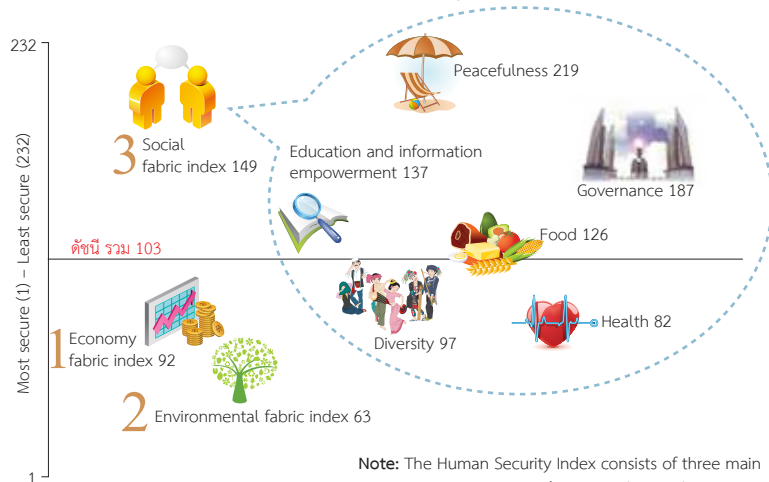 232
Peacefulness 219
3 Social
fabric index 149
Education and information
empowerment 137
Governance 187
Food 126
ดัชนี รวม 103
Most secure (1) – Least secure (232)
1 Economy
fabric index 92
Diversity 97
Health 82
2 Environmental fabric index 63
1
Note: The Human Security Index consists of three main